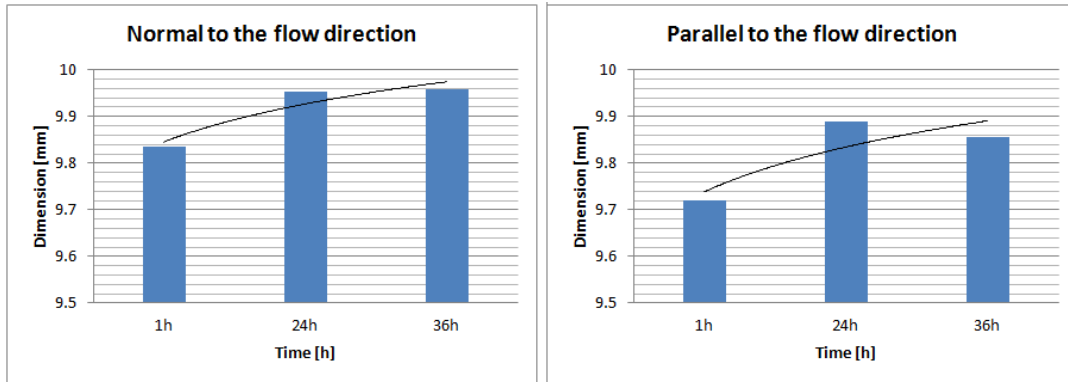 Normal to the flow direction
10
9.9
9.8
9.7
9.6
9.5
Dimension [mm]
1h 24h 36h
Time [h]
Parallel to the flow direction
10
9.9
9.8
9.7
9.6
9.5
Dimension [mm]
1h 24h 36h
Time [h]